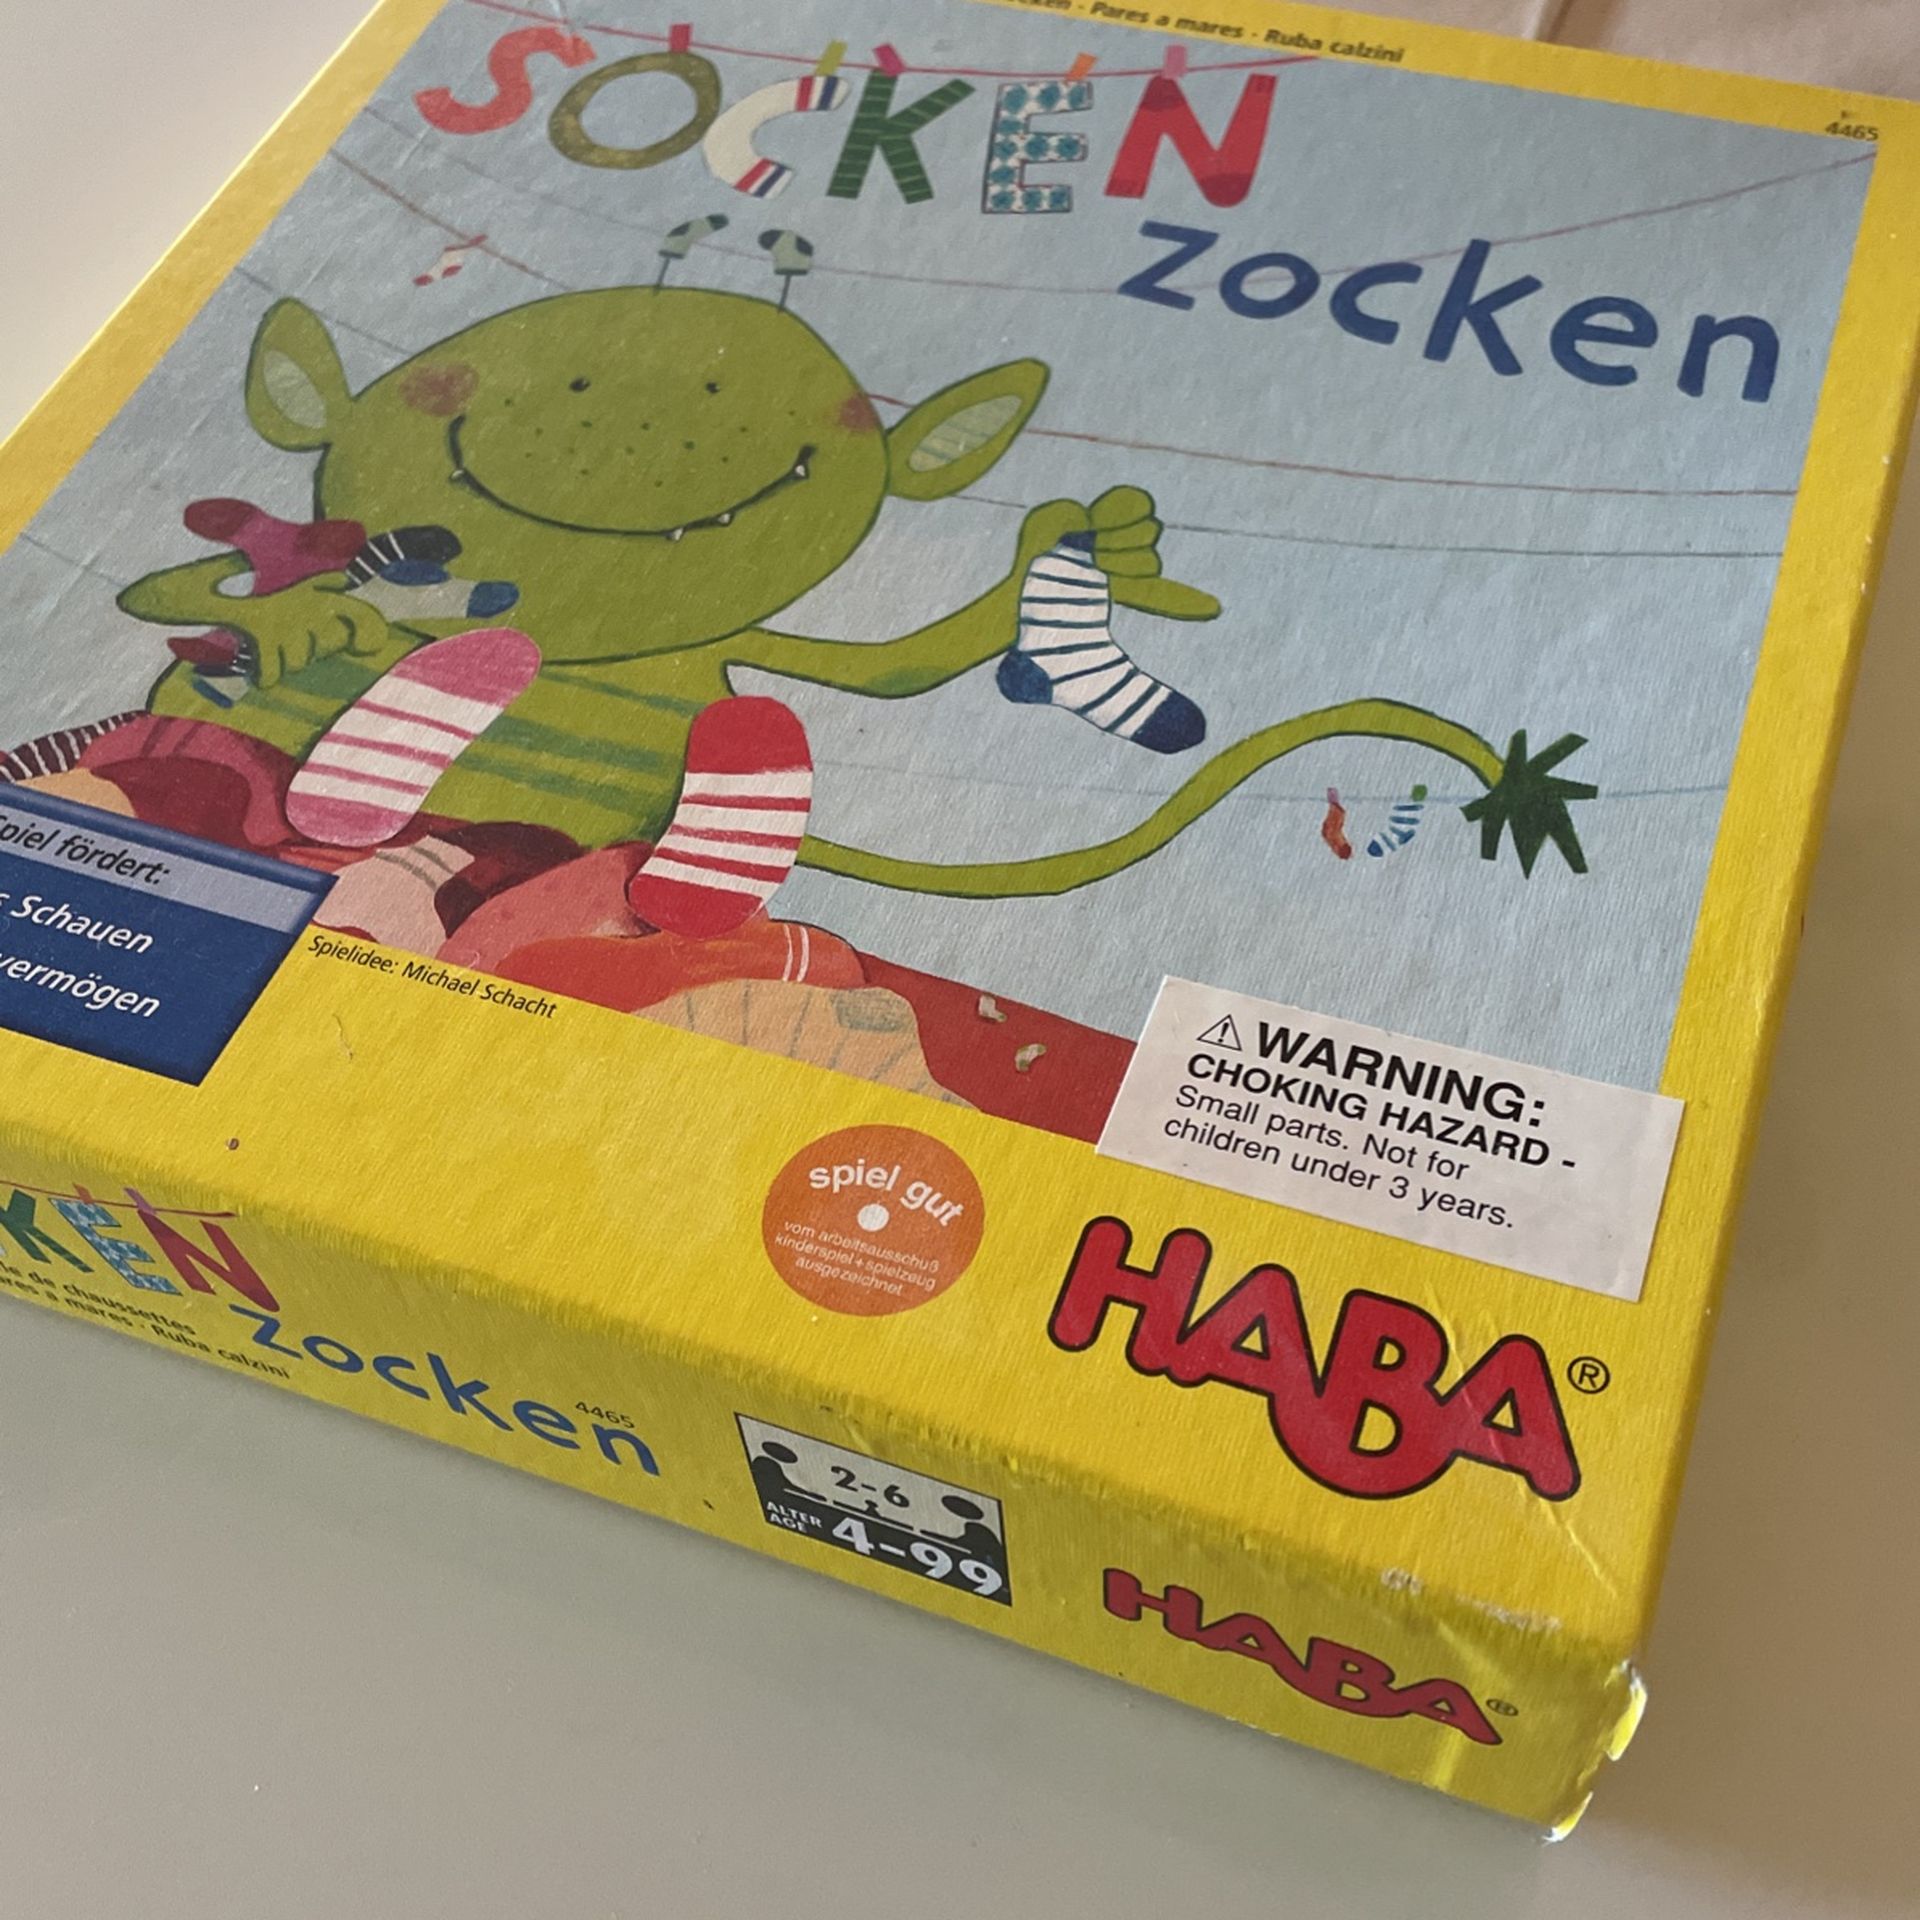 Pares a mares · Ruba calzini
4465
SOCKEN
zocken
Spiel fördert:
Schauen
vermögen
Spielidee: Michael Schacht
WARNING:
CHOKING HAZARD -
Small parts. Not for
children under 3 years.
spiel gut
vom arbeitsausschuß
kinderspiel + spielzeug
ausgezeichnet
HABA®
KEN
zocken
de chaussettes
a mares · Ruba calzini
4465
2-6
ALTER
AGE
4-99
HABA®